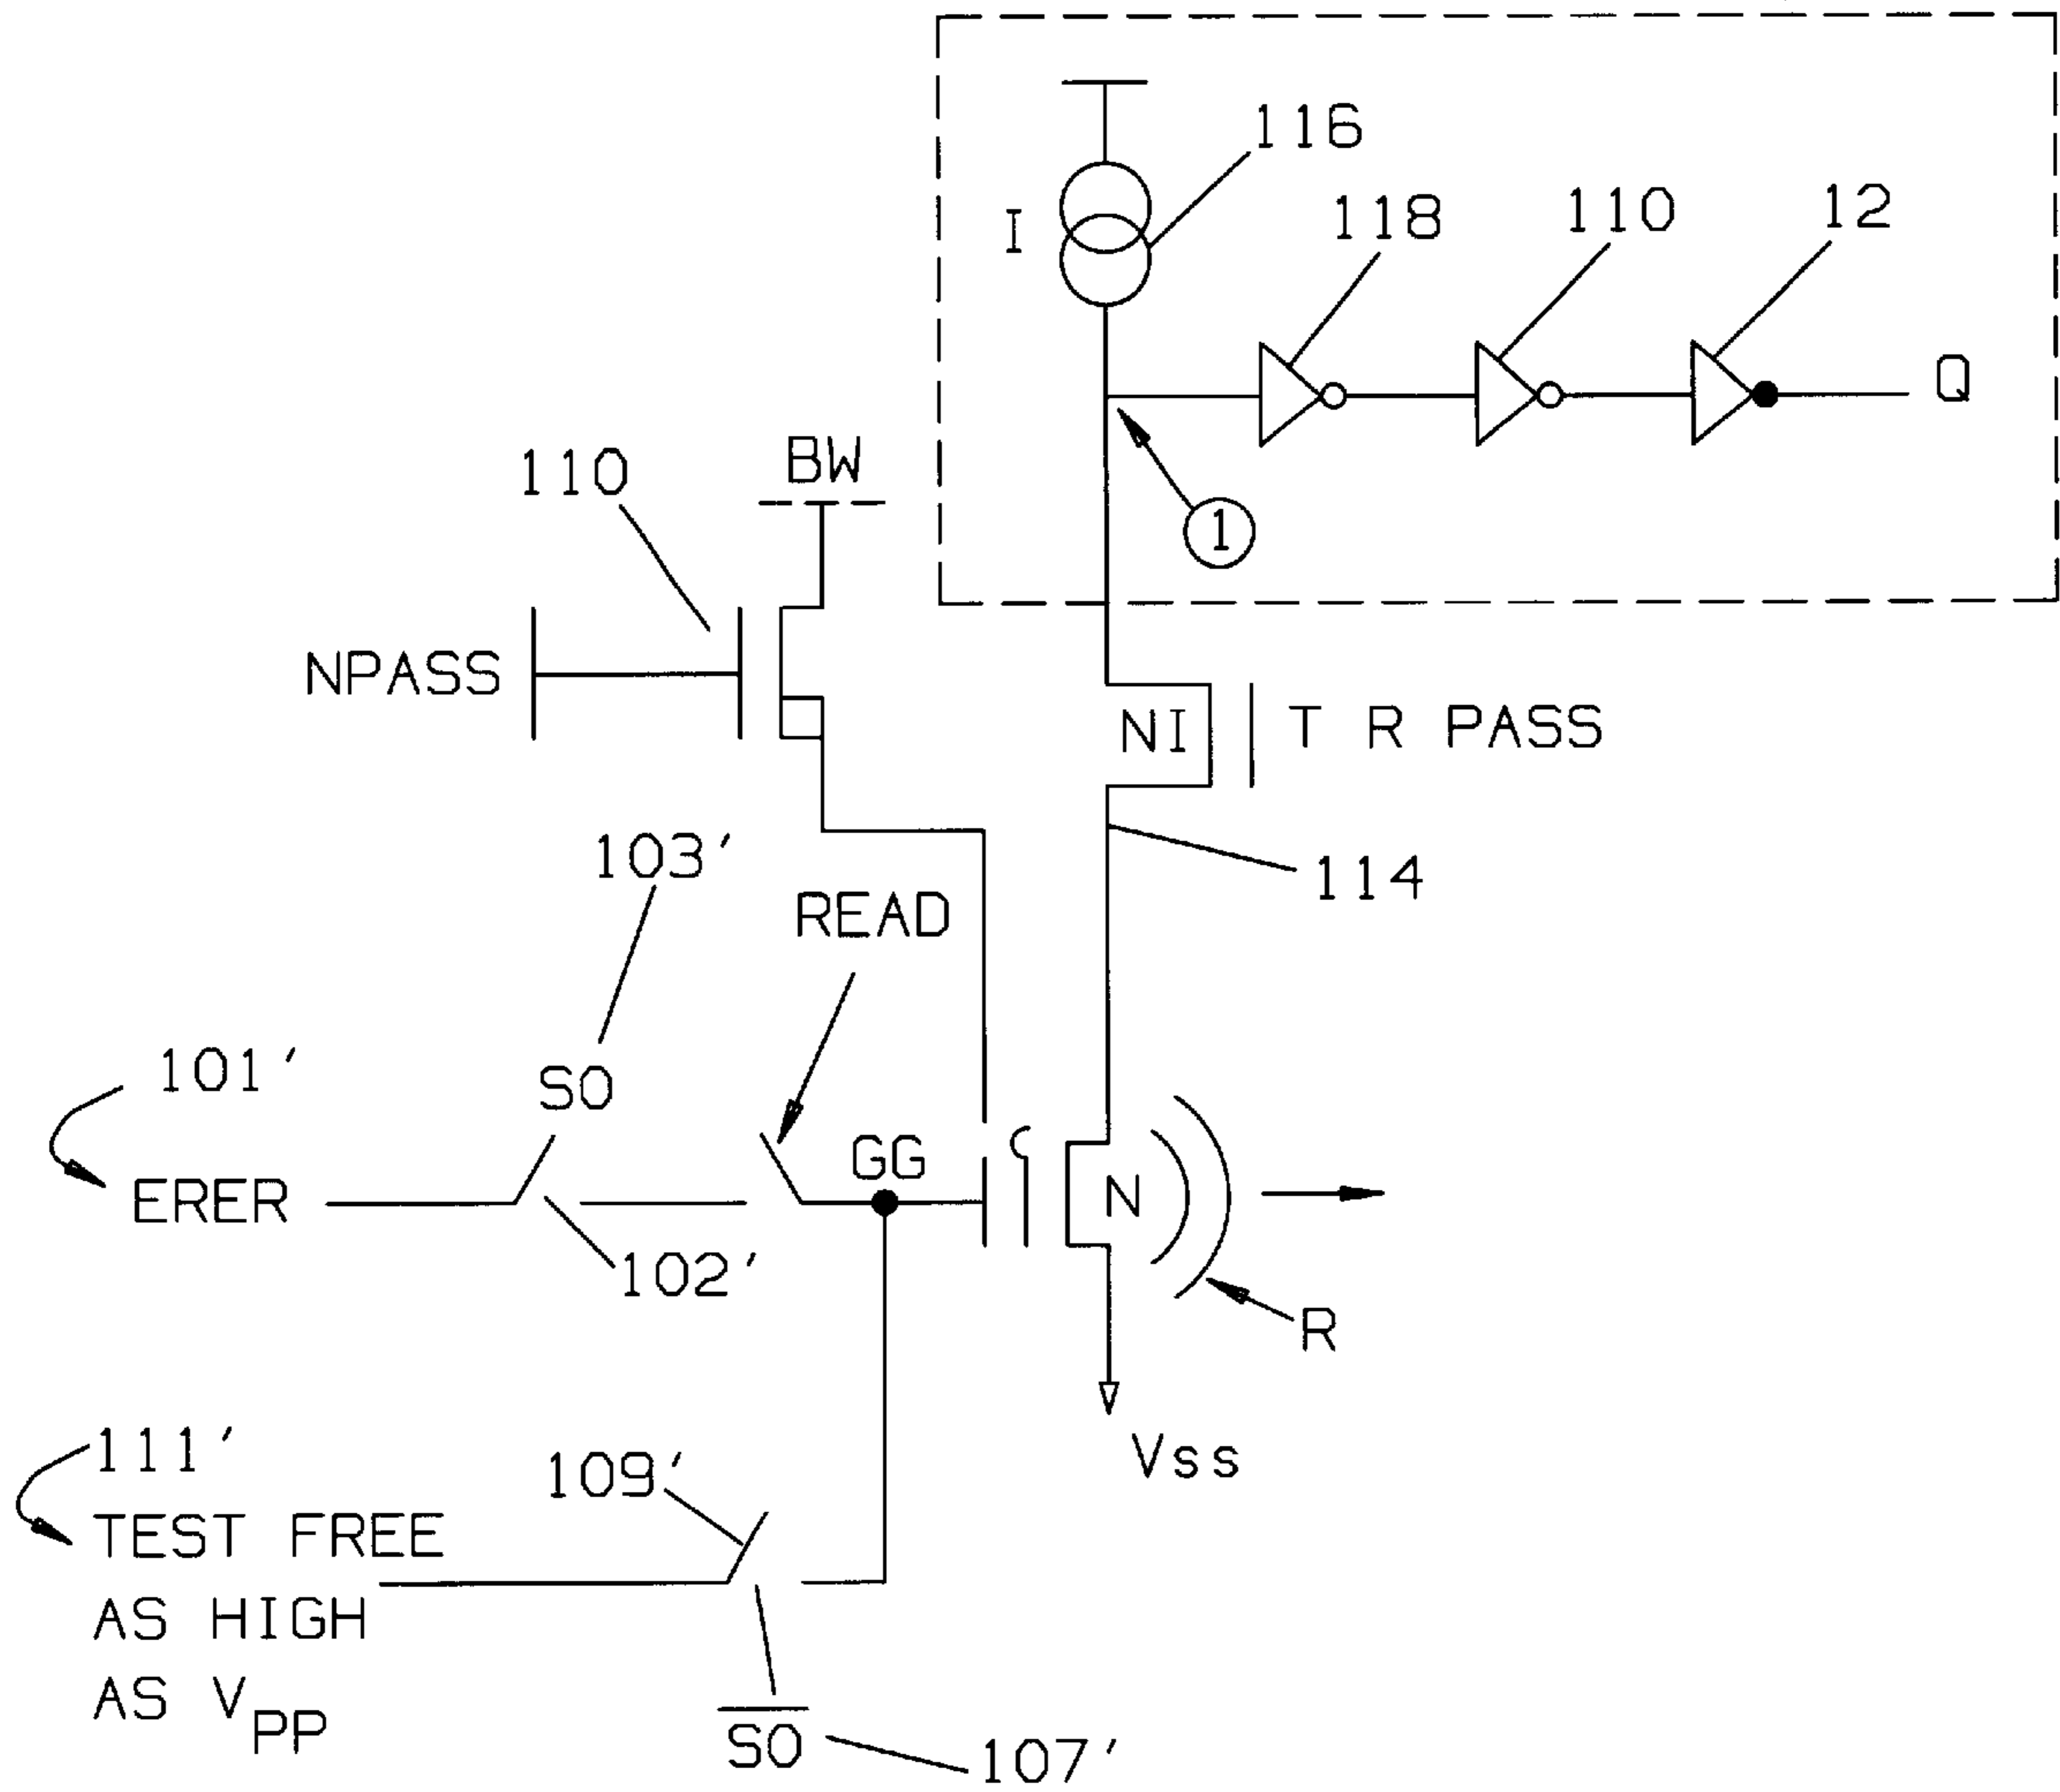 116
I
118
110
12
Q
BW
110
1
NPASS
NI
T R PASS
103'
READ
114
101'
SO
GG
ERER
N
102'
R
111'
Vss
109'
TEST FREE
AS HIGH
AS VPP
SO
107'